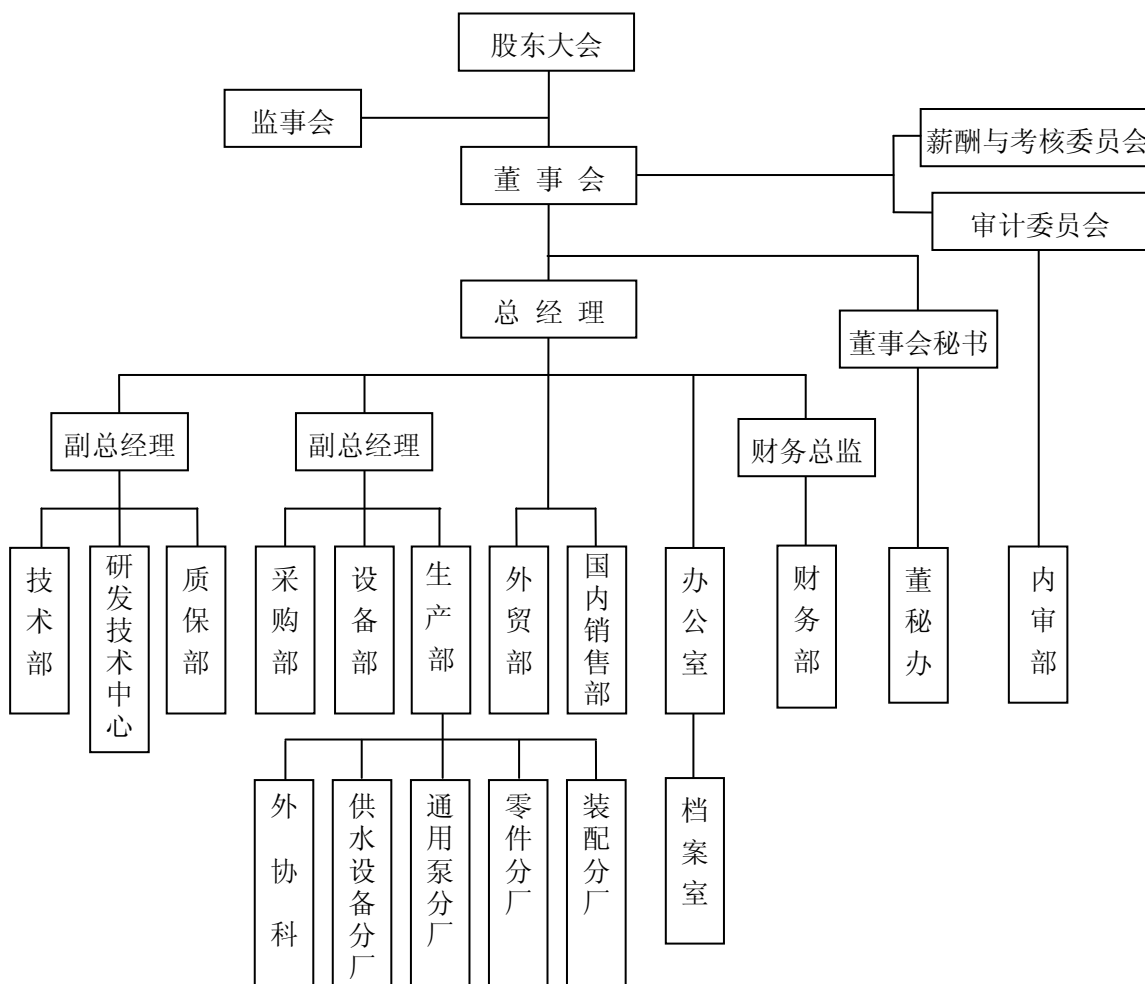 股东大会
监事会
薪酬与考核委员会
董事会
审计委员会
总经理
董事会秘书
副总经理
副总经理
财务总监
技术部
研发技术中心
质保部
采购部
设备部
生产部
外贸部
国内销售部
办公室
财务部
董秘办
内审部
外协科
供水设备分厂
通用泵分厂
零件分厂
装配分厂
档案室